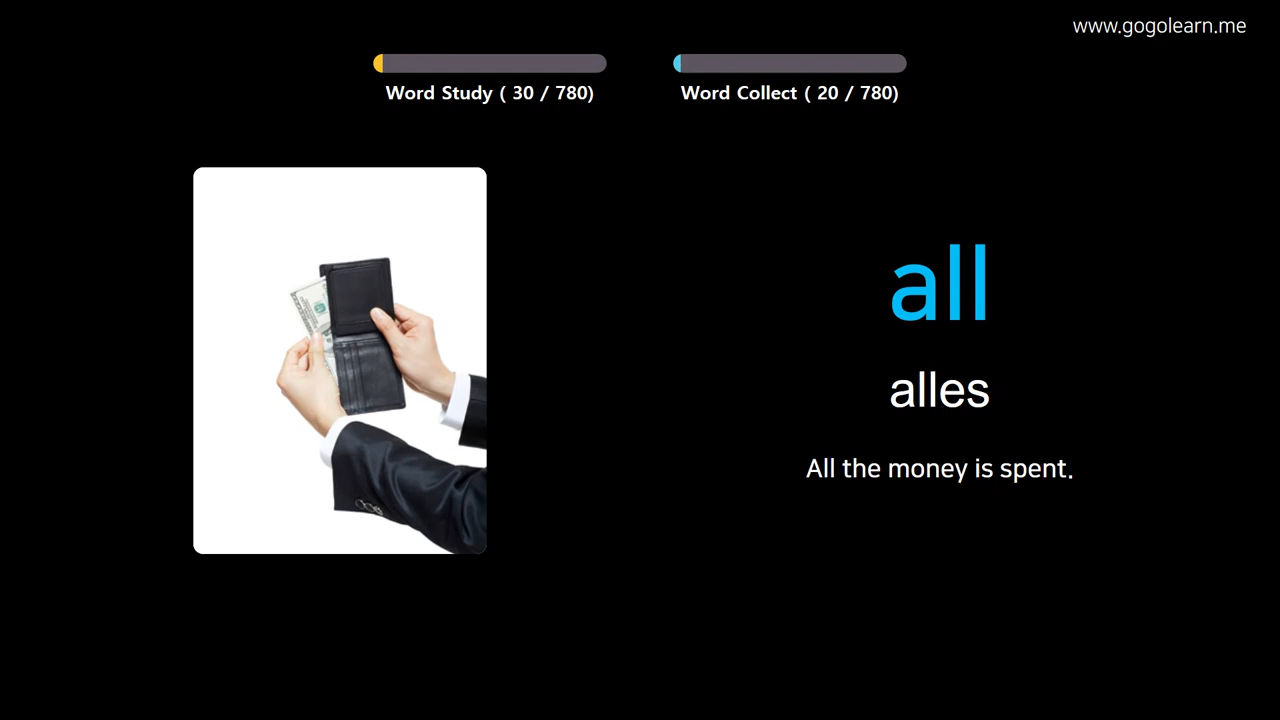 www.gogolearn.me
Word Study ( 30 / 780)
Word Collect ( 20 / 780)
all
alles
All the money is spent.